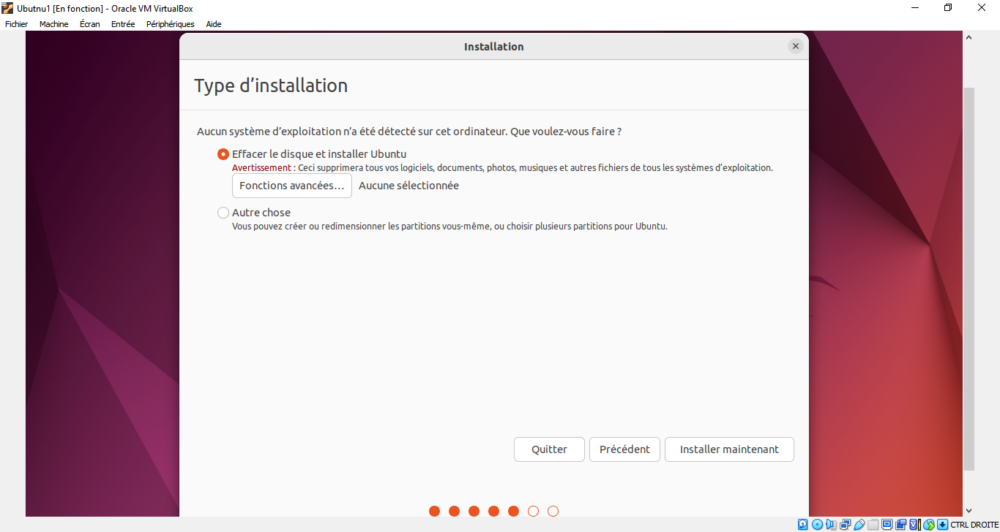 Ubutnu1 [En fonction] - Oracle VM VirtualBox
Fichier Machine Écran Entrée Périphériques Aide
Installation
Type d’installation
Aucun système d’exploitation n’a été détecté sur cet ordinateur. Que voulez-vous faire ?
Effacer le disque et installer Ubuntu
Avertissement : Ceci supprimera tous vos logiciels, documents, photos, musiques et autres fichiers de tous les systèmes d’exploitation.
Fonctions avancées… Aucune sélectionnée
Autre chose
Vous pouvez créer ou redimensionner les partitions vous-même, ou choisir plusieurs partitions pour Ubuntu.
Quitter Précédent Installer maintenant
CTRL DROITE